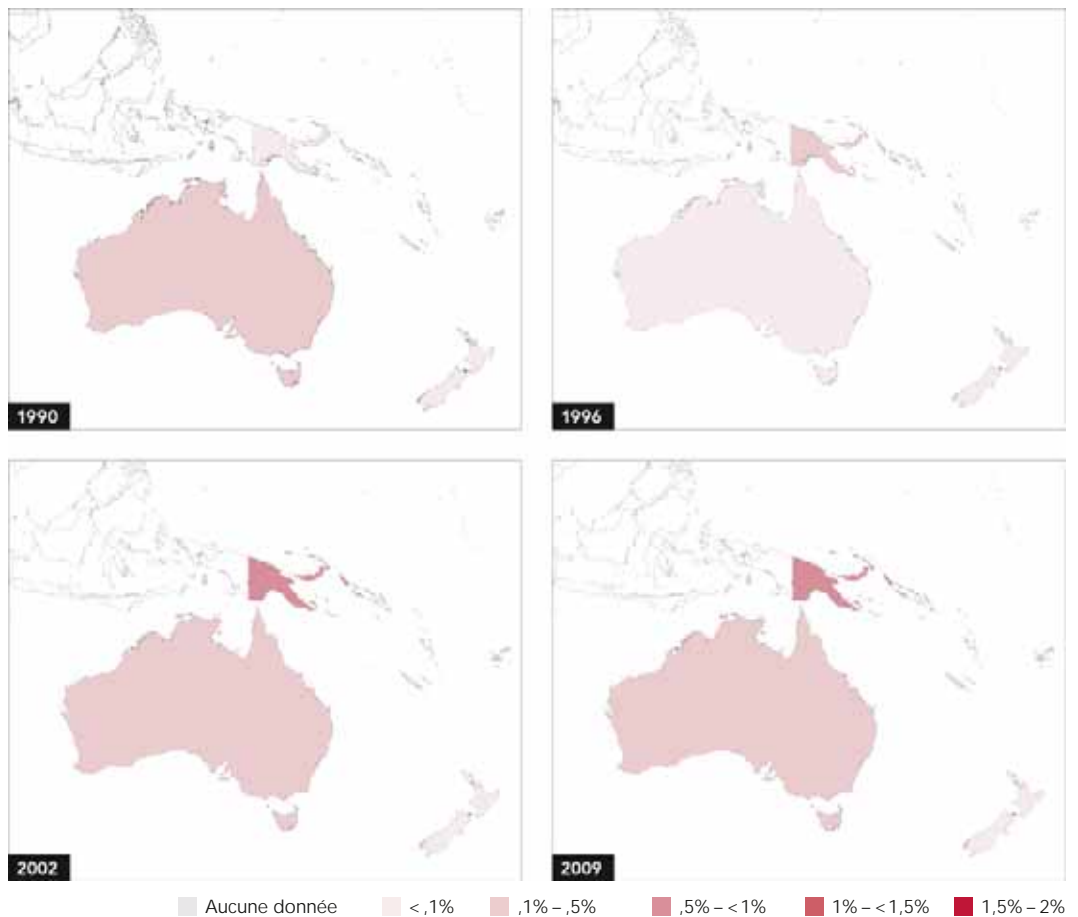 1990
1996
2002
2009
Aucune donnée < ,1% ,1% – ,5% ,5% – < 1% 1% – <1,5% 1,5% – 2%